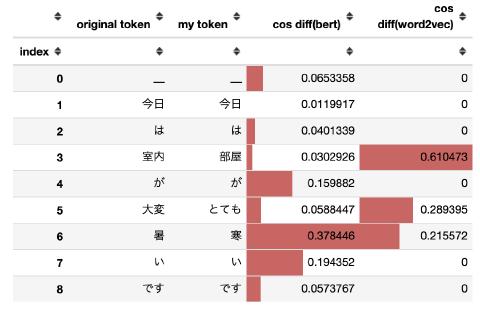 original token my token cos diff(bert) cos diff(word2vec)
index
0 __ __ 0.0653358 0
1 今日 今日 0.0119917 0
2 は は 0.0401339 0
3 室内 部屋 0.0302926 0.610473
4 が が 0.159882 0
5 大変 とても 0.0588447 0.289395
6 暑 寒 0.378446 0.215572
7 い い 0.194352 0
8 です です 0.0573767 0